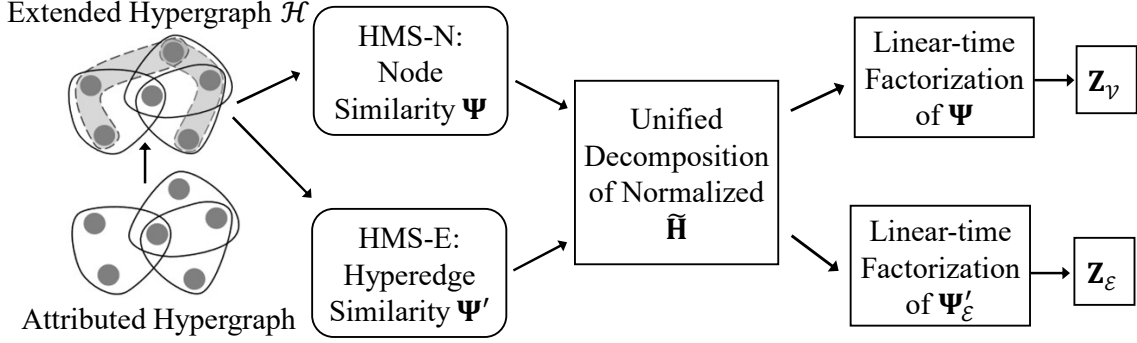 Extended Hypergraph ℋ
Attributed Hypergraph
HMS-N:
Node
Similarity Ψ
HMS-E:
Hyperedge
Similarity Ψ′
Unified
Decomposition
of Normalized
H̃
Linear-time
Factorization
of Ψ
Z_𝒱
Linear-time
Factorization
of Ψ′_ℰ
Z_ℰ